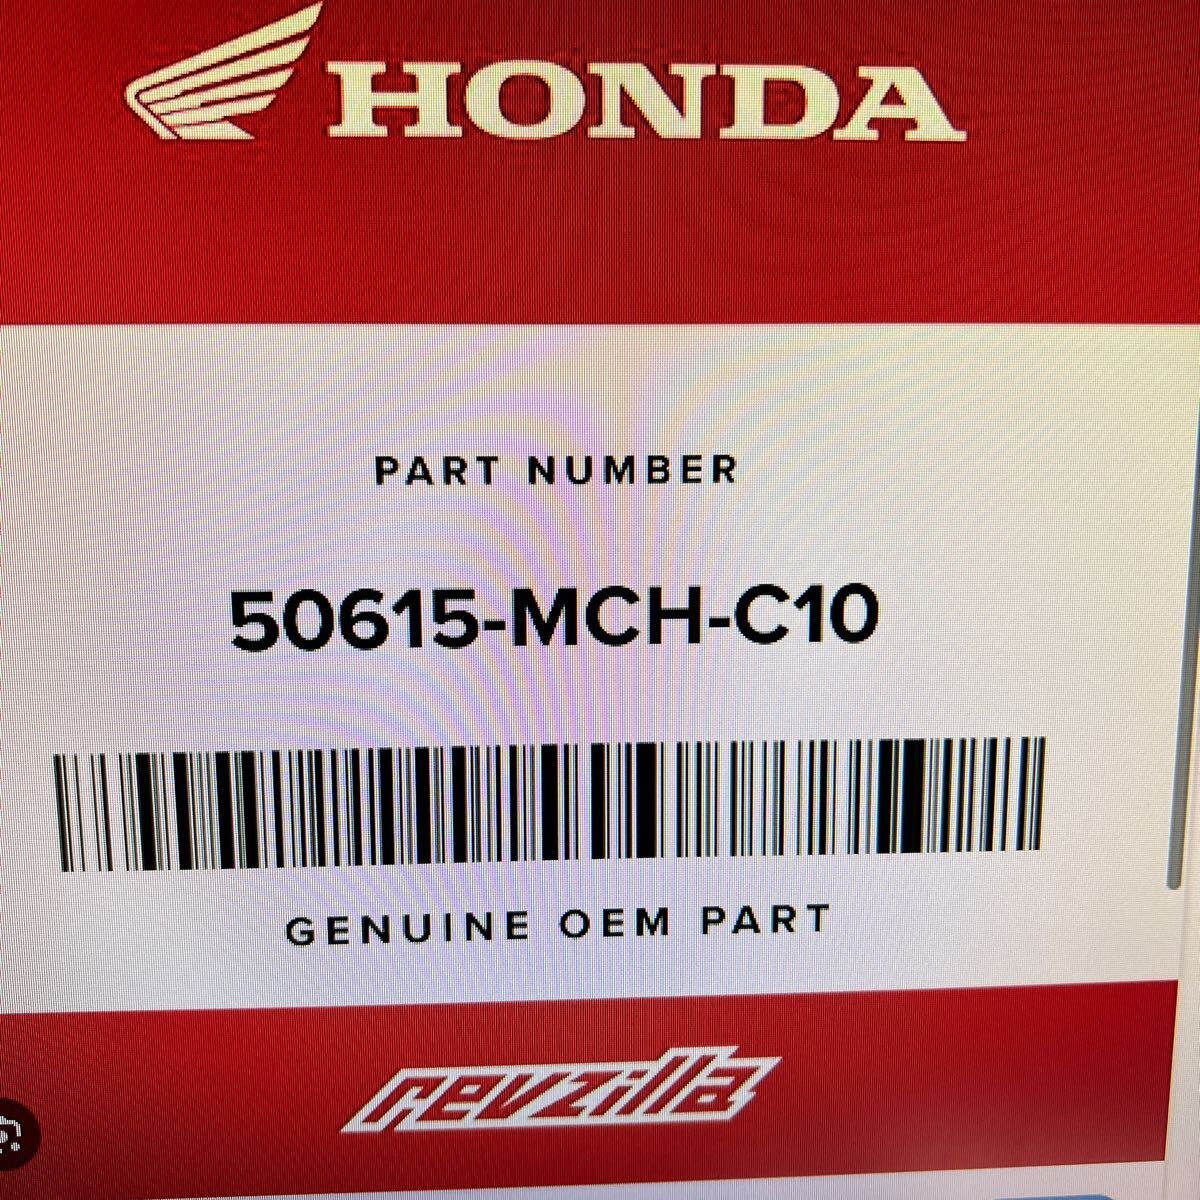 HONDA
PART NUMBER
50615-MCH-C10
GENUINE OEM PART
revzilla